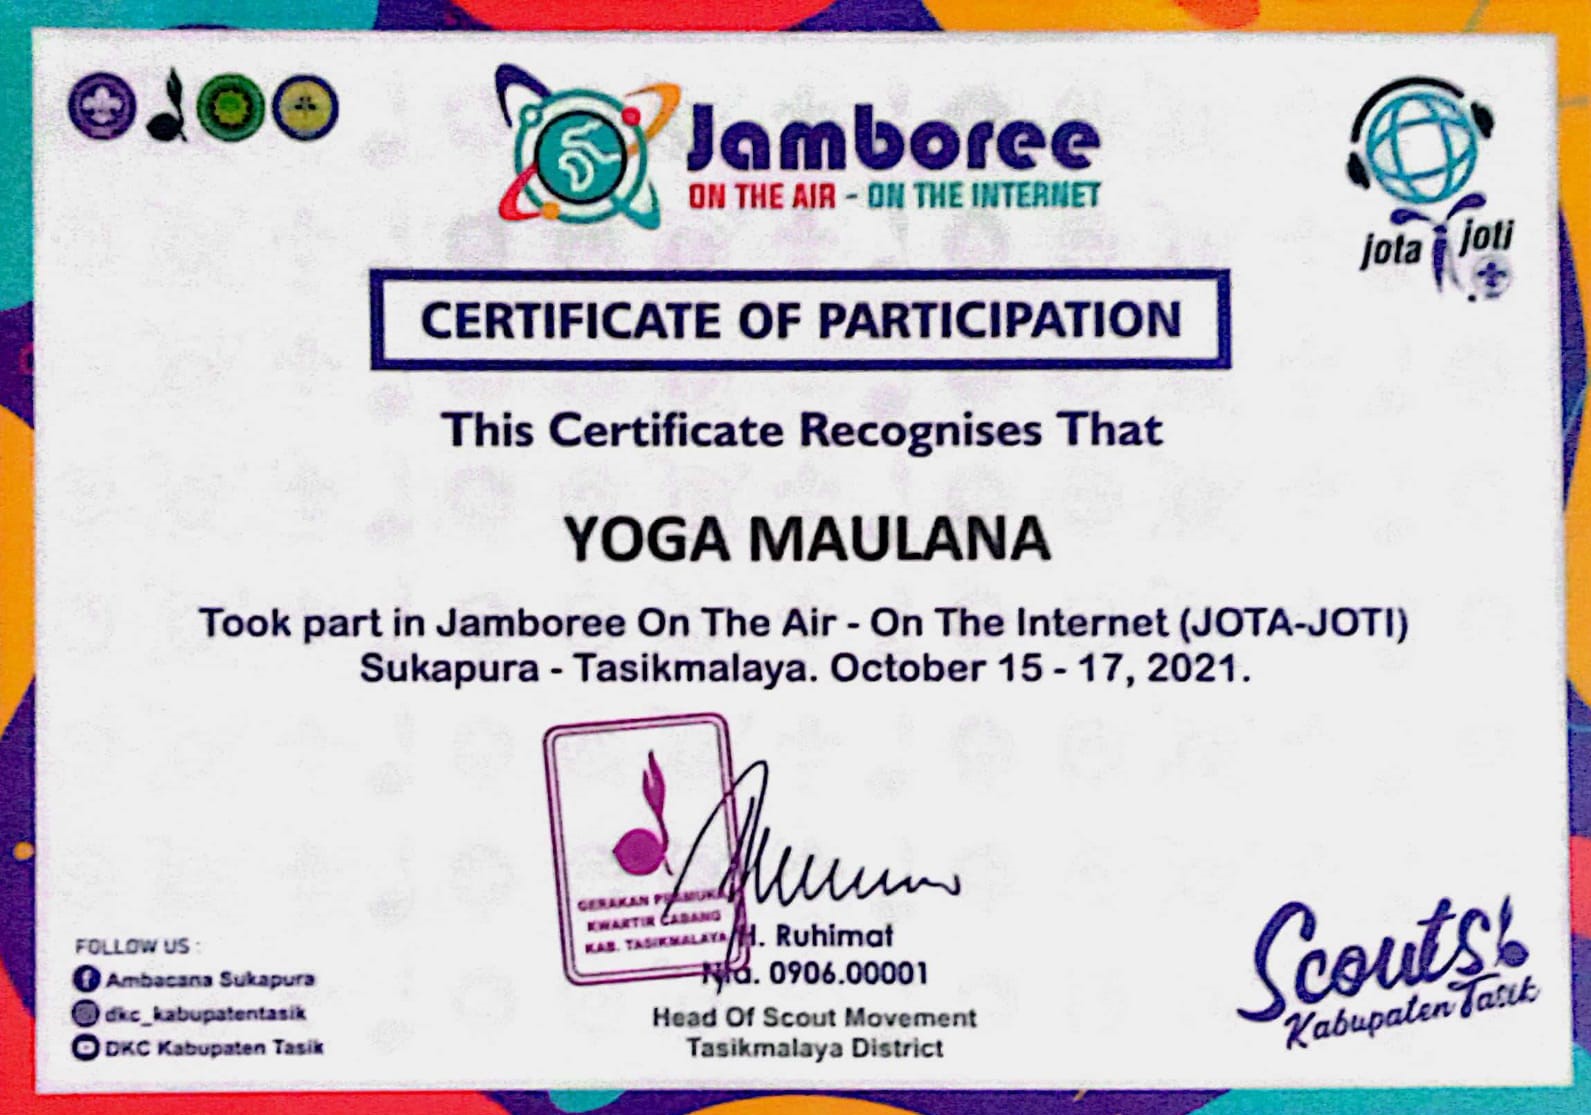 Jamboree
ON THE AIR - ON THE INTERNET
jota joti
CERTIFICATE OF PARTICIPATION
This Certificate Recognises That
YOGA MAULANA
Took part in Jamboree On The Air - On The Internet (JOTA-JOTI)
Sukapura - Tasikmalaya. October 15 - 17, 2021.
GERAKAN PRAMUKA
KWARTIR CABANG
KAB. TASIKMALAYA
H. Ruhimat
Nta. 0906.00001
Head Of Scout Movement
Tasikmalaya District
FOLLOW US :
Ambacana Sukapura
dkc_kabupatentasik
DKC Kabupaten Tasik
Scouts!
Kabupaten Tasik